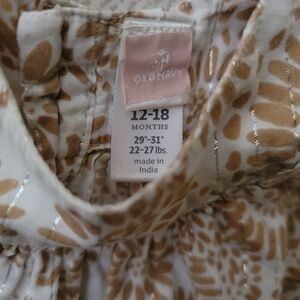 OLD NAVY
12-18
MONTHS
29"-31"
22-27 lbs.
made in
India